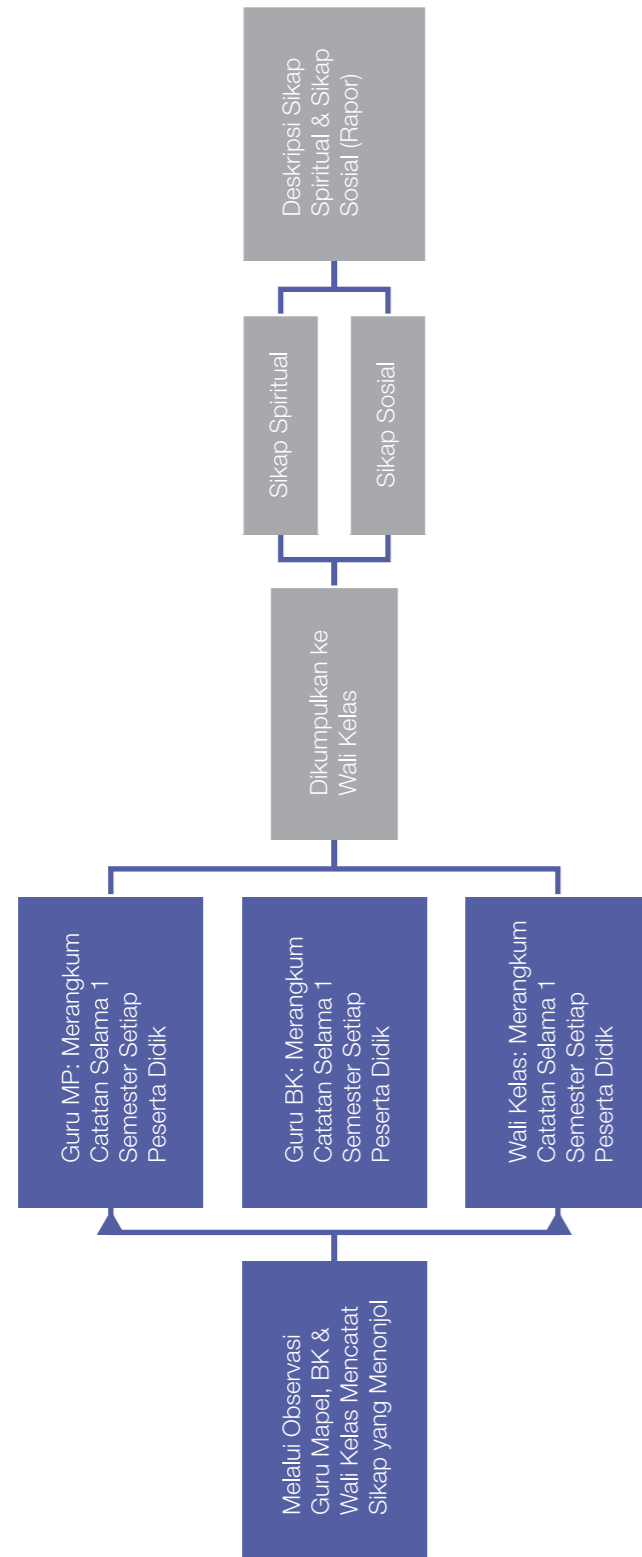 Melalui Observasi
Guru Mapel, BK &
Wali Kelas Mencatat
Sikap yang Menonjol
Guru MP: Merangkum
Catatan Selama 1
Semester Setiap
Peserta Didik
Guru BK: Merangkum
Catatan Selama 1
Semester Setiap
Peserta Didik
Wali Kelas: Merangkum
Catatan Selama 1
Semester Setiap
Peserta Didik
Dikumpulkan ke
Wali Kelas
Sikap Spiritual
Sikap Sosial
Deskripsi Sikap
Spiritual & Sikap
Sosial (Rapor)